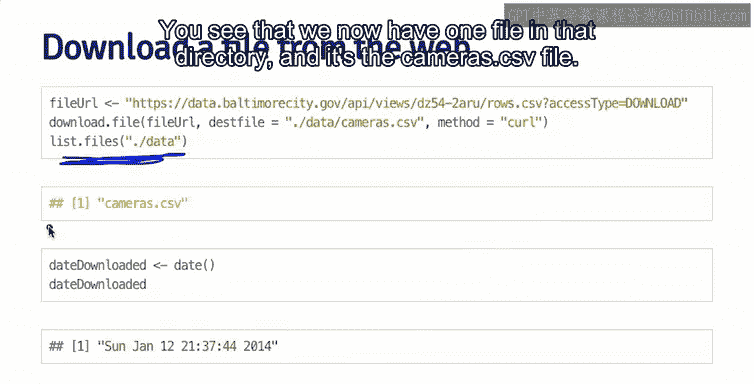 You see that we now have one file in that
directory, and it's the cameras.csv file.
Download a file from the web
fileUrl <- "https://data.baltimorecity.gov/api/views/dz54-2aru/rows.csv?accessType=DOWNLOAD"
download.file(fileUrl, destfile = "./data/cameras.csv", method = "curl")
list.files("./data")
## [1] "cameras.csv"
dateDownloaded <- date()
dateDownloaded
## [1] "Sun Jan 12 21:37:44 2014"